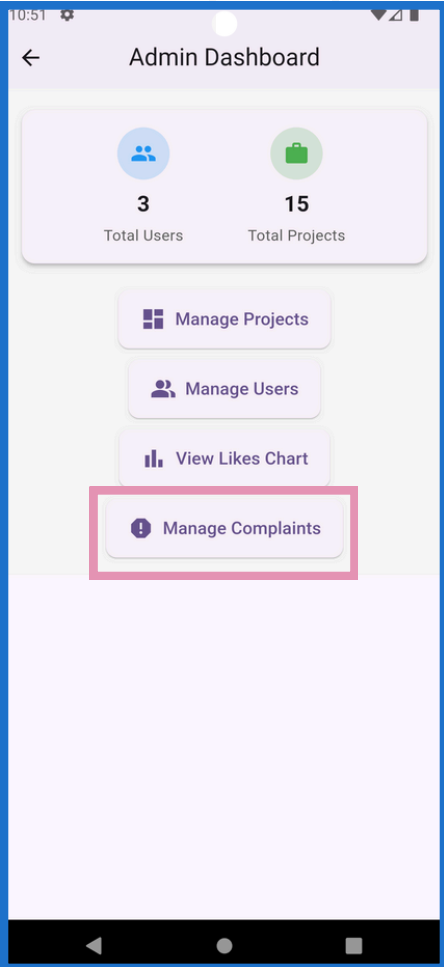 10:51
Admin Dashboard
3 15
Total Users Total Projects
Manage Projects
Manage Users
View Likes Chart
Manage Complaints